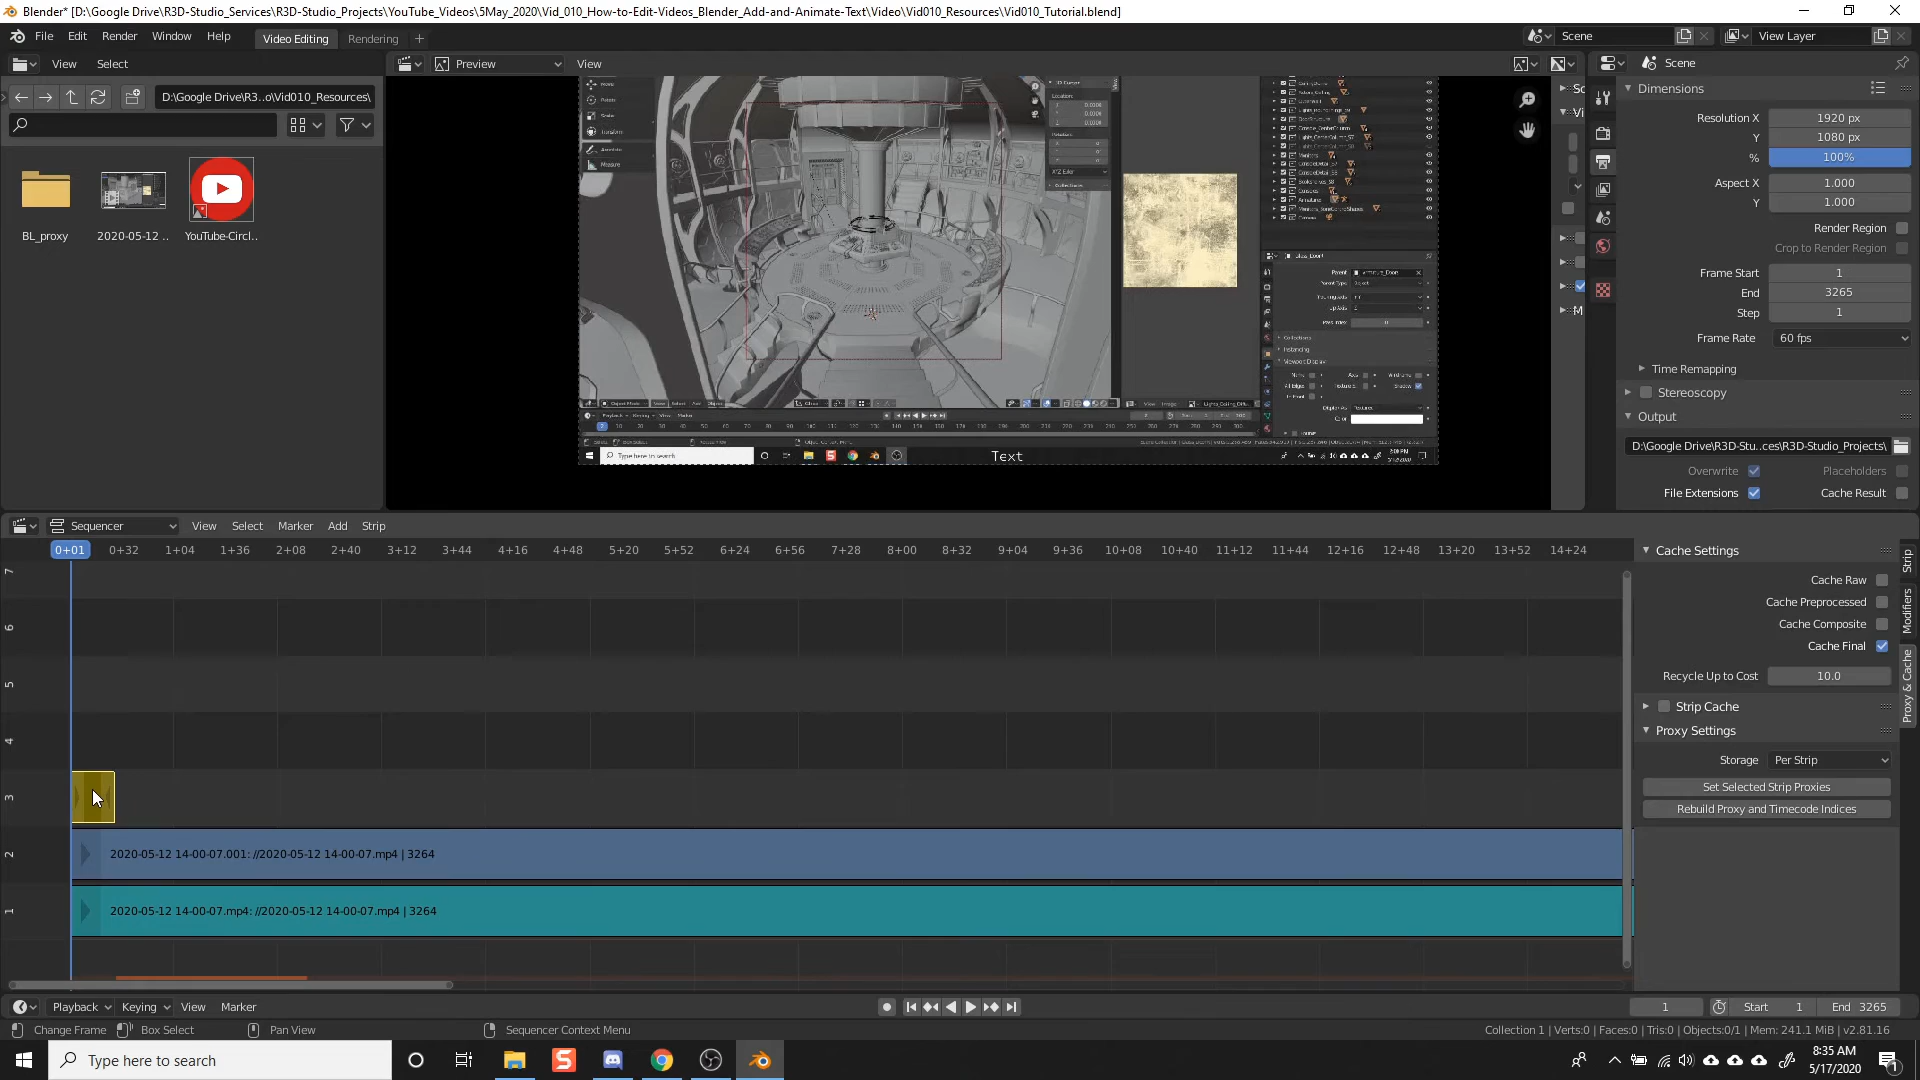 Blender* [D:\Google Drive\R3D-Studio_Services\R3D-Studio_Projects\YouTube_Videos\5May_2020\Vid_010_How-to-Edit-Videos_Blender_Add-and-Animate-Text\Video\Vid010_Resources\Vid010_Tutorial.blend]
File Edit Render Window Help Video Editing Rendering + Scene View Layer
View Select Preview View Scene
D:\Google Drive\R3..o\Vid010_Resources\
BL_proxy 2020-05-12 .. YouTube-Circl..
Dimensions
Resolution X 1920 px
Y 1080 px
% 100%
Aspect X 1.000
Y 1.000
Render Region
Crop to Render Region
Frame Start 1
End 3265
Step 1
Frame Rate 60 fps
Time Remapping
Stereoscopy
Output
D:\Google Drive\R3D-Stu..ces\R3D-Studio_Projects\
Overwrite Placeholders
File Extensions Cache Result
Type here to search Text
Sequencer View Select Marker Add Strip
0+01 0+32 1+04 1+36 2+08 2+40 3+12 3+44 4+16 4+48 5+20 5+52 6+24 6+56 7+28 8+00 8+32 9+04 9+36 10+08 10+40 11+12 11+44 12+16 12+48 13+20 13+52 14+24
7
6
5
4
3
2
1
2020-05-12 14-00-07.001: //2020-05-12 14-00-07.mp4 | 3264
2020-05-12 14-00-07.mp4: //2020-05-12 14-00-07.mp4 | 3264
Cache Settings
Cache Raw
Cache Preprocessed
Cache Composite
Cache Final
Recycle Up to Cost 10.0
Strip Cache
Proxy Settings
Storage Per Strip
Set Selected Strip Proxies
Rebuild Proxy and Timecode Indices
Strip
Modifiers
Proxy & Cache
Playback Keying View Marker 1 Start 1 End 3265
Change Frame Box Select Pan View Sequencer Context Menu Collection 1 | Verts:0 | Faces:0 | Tris:0 | Objects:0/1 | Mem: 241.1 MiB | v2.81.16
Type here to search 8:35 AM
5/17/2020